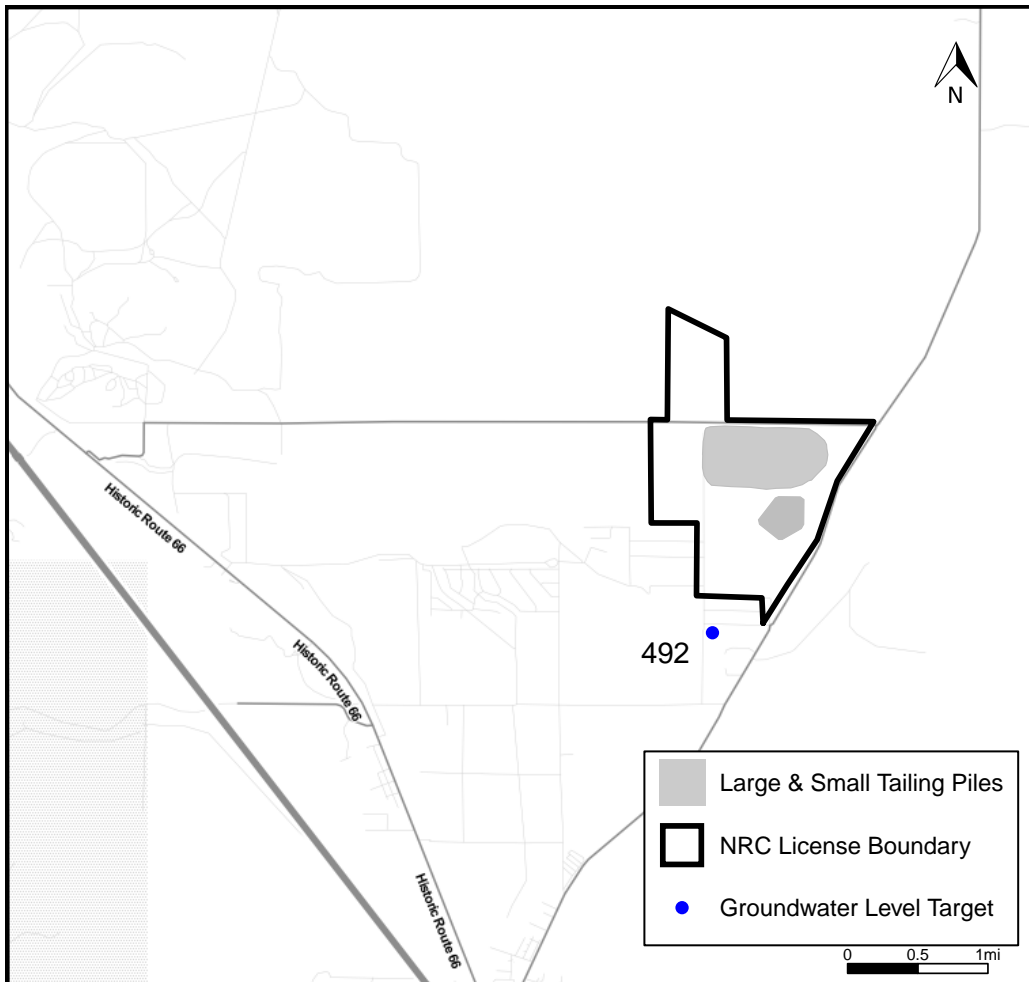 N
Historic Route 66
Historic Route 66
492
Historic Route 66
Large & Small Tailing Piles
NRC License Boundary
Groundwater Level Target
0 0.5 1mi